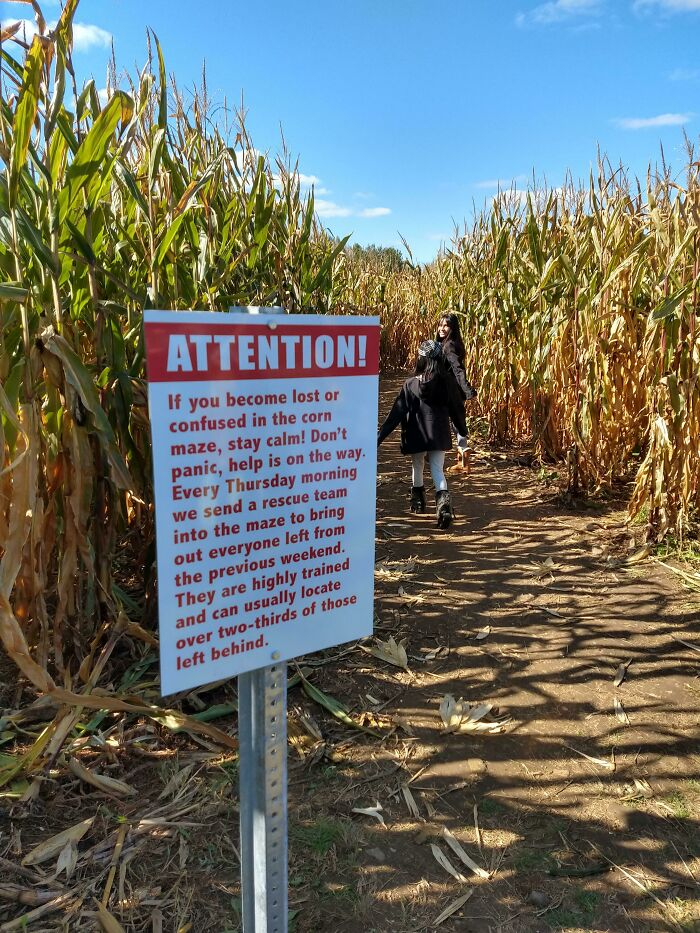 ATTENTION!
If you become lost or
confused in the corn
maze, stay calm! Don't
panic, help is on the way.
Every Thursday morning
we send a rescue team
into the maze to bring
out everyone left from
the previous weekend.
They are highly trained
and can usually locate
over two-thirds of those
left behind.